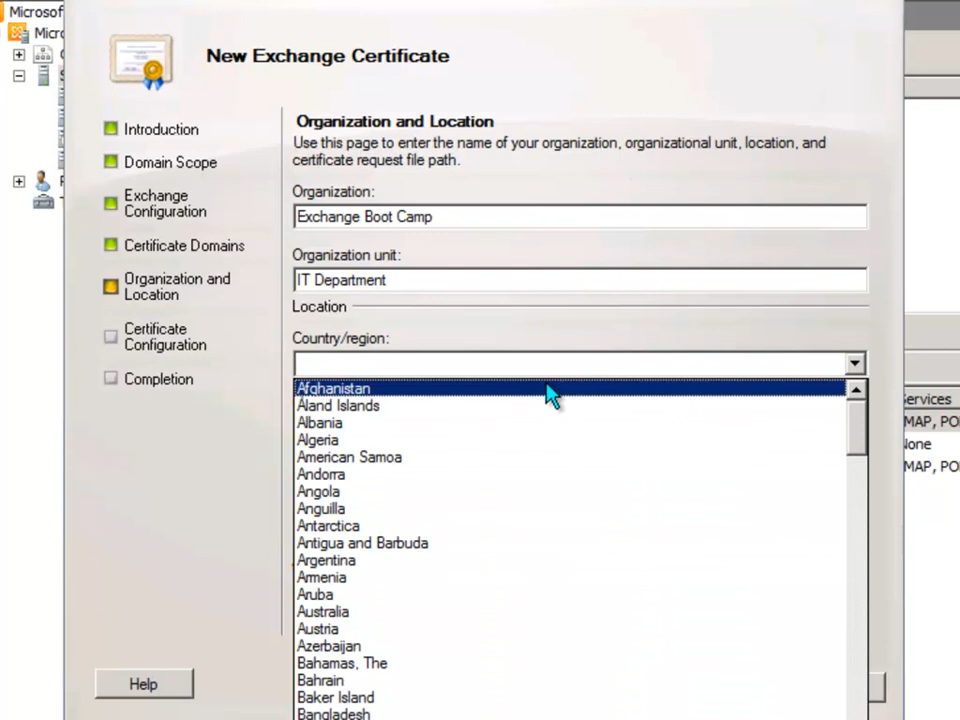 Microsof
Micro
New Exchange Certificate
Introduction
Domain Scope
Exchange
Configuration
Certificate Domains
Organization and
Location
Certificate
Configuration
Completion
Organization and Location
Use this page to enter the name of your organization, organizational unit, location, and
certificate request file path.
Organization:
Exchange Boot Camp
Organization unit:
IT Department
Location
Country/region:
Afghanistan
Åland Islands
Albania
Algeria
American Samoa
Andorra
Angola
Anguilla
Antarctica
Antigua and Barbuda
Argentina
Armenia
Aruba
Australia
Austria
Azerbaijan
Bahamas, The
Bahrain
Baker Island
Bangladesh
Help
Services
MAP, PO
None
MAP, PO